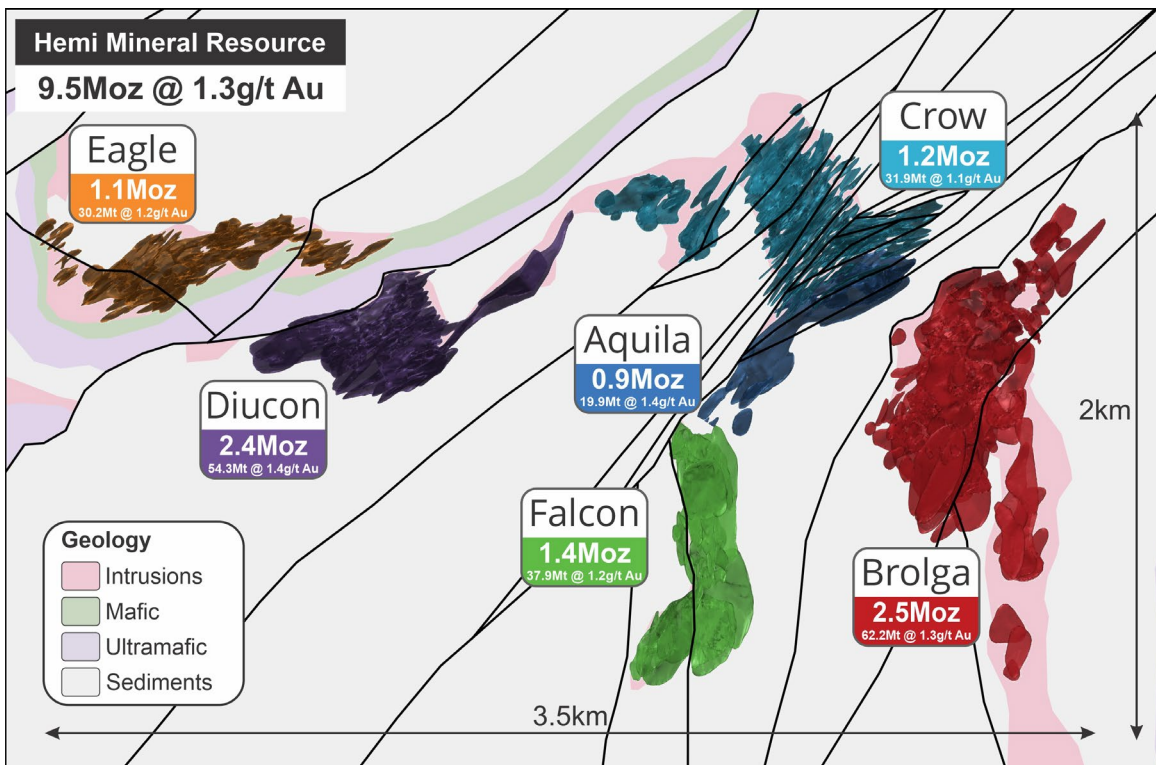 Hemi Mineral Resource
9.5Moz @ 1.3g/t Au
Eagle
1.1Moz
30.2Mt @ 1.2g/t Au
Crow
1.2Moz
31.9Mt @ 1.1g/t Au
Aquila
0.9Moz
19.9Mt @ 1.4g/t Au
Diucon
2.4Moz
54.3Mt @ 1.4g/t Au
2km
Falcon
1.4Moz
37.9Mt @ 1.2g/t Au
Brolga
2.5Moz
62.2Mt @ 1.3g/t Au
Geology
Intrusions
Mafic
Ultramafic
Sediments
3.5km